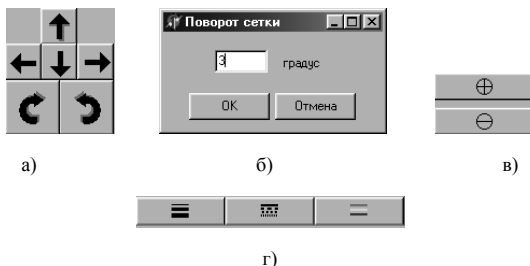 Поворот сетки
3
градус
OK
Отмена
а)
б)
в)
г)